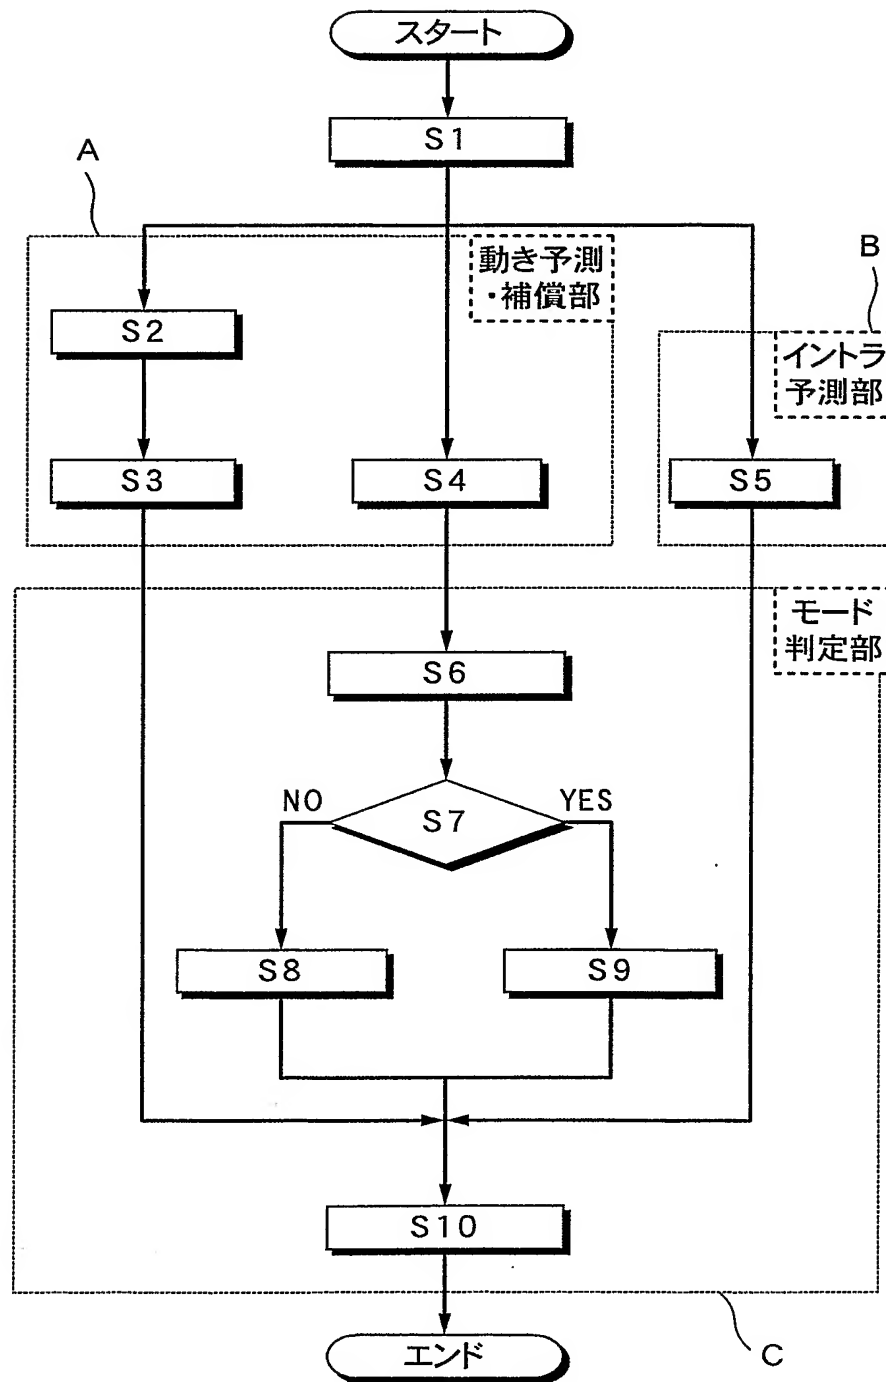 スタート
S1
A
動き予測
・補償部
B
イントラ
予測部
S2
S3
S4
S5
モード
判定部
S6
NO
YES
S7
S8
S9
S10
エンド
C